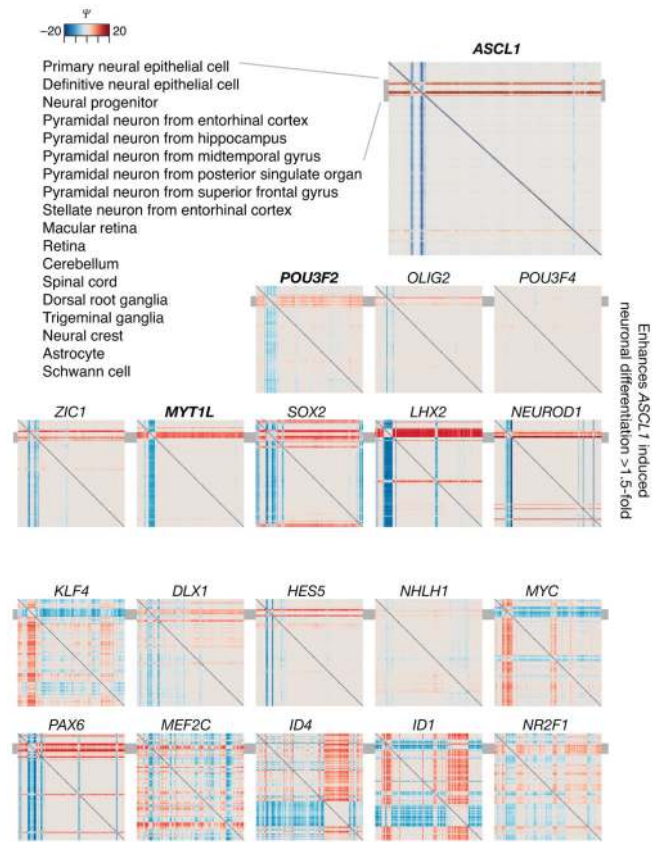 Ψ
−20 20
ASCL1
Primary neural epithelial cell
Definitive neural epithelial cell
Neural progenitor
Pyramidal neuron from entorhinal cortex
Pyramidal neuron from hippocampus
Pyramidal neuron from midtemporal gyrus
Pyramidal neuron from posterior singulate organ
Pyramidal neuron from superior frontal gyrus
Stellate neuron from entorhinal cortex
Macular retina
Retina
Cerebellum
Spinal cord
Dorsal root ganglia
Trigeminal ganglia
Neural crest
Astrocyte
Schwann cell
POU3F2 OLIG2 POU3F4
ZIC1 MYT1L SOX2 LHX2 NEUROD1
Enhances ASCL1 induced
neuronal differentiation >1.5-fold
KLF4 DLX1 HES5 NHLH1 MYC
PAX6 MEF2C ID4 ID1 NR2F1